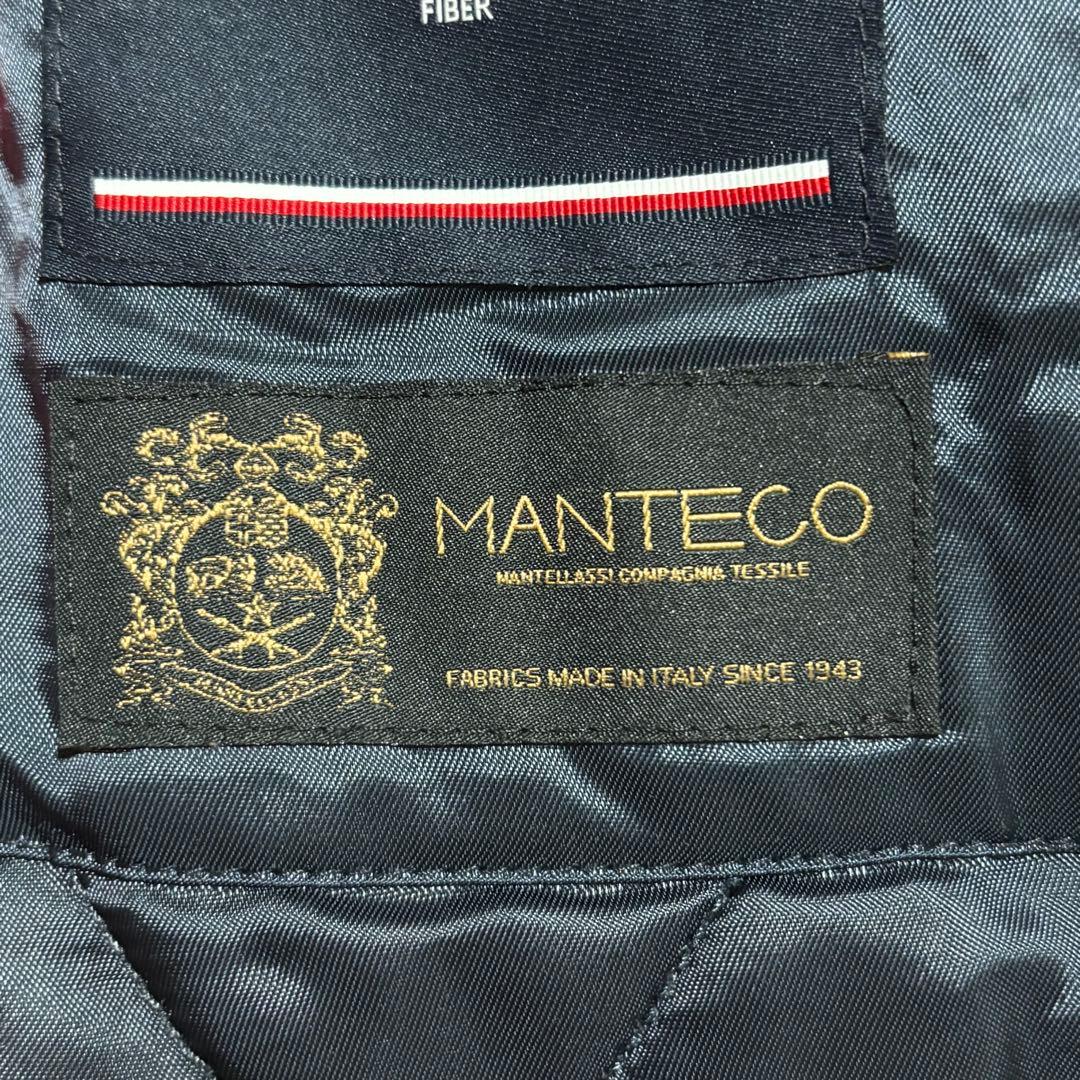 FIBER
MANTECO
MANTELLASSI COMPAGNIA TESSILE
FABRICS MADE IN ITALY SINCE 1943